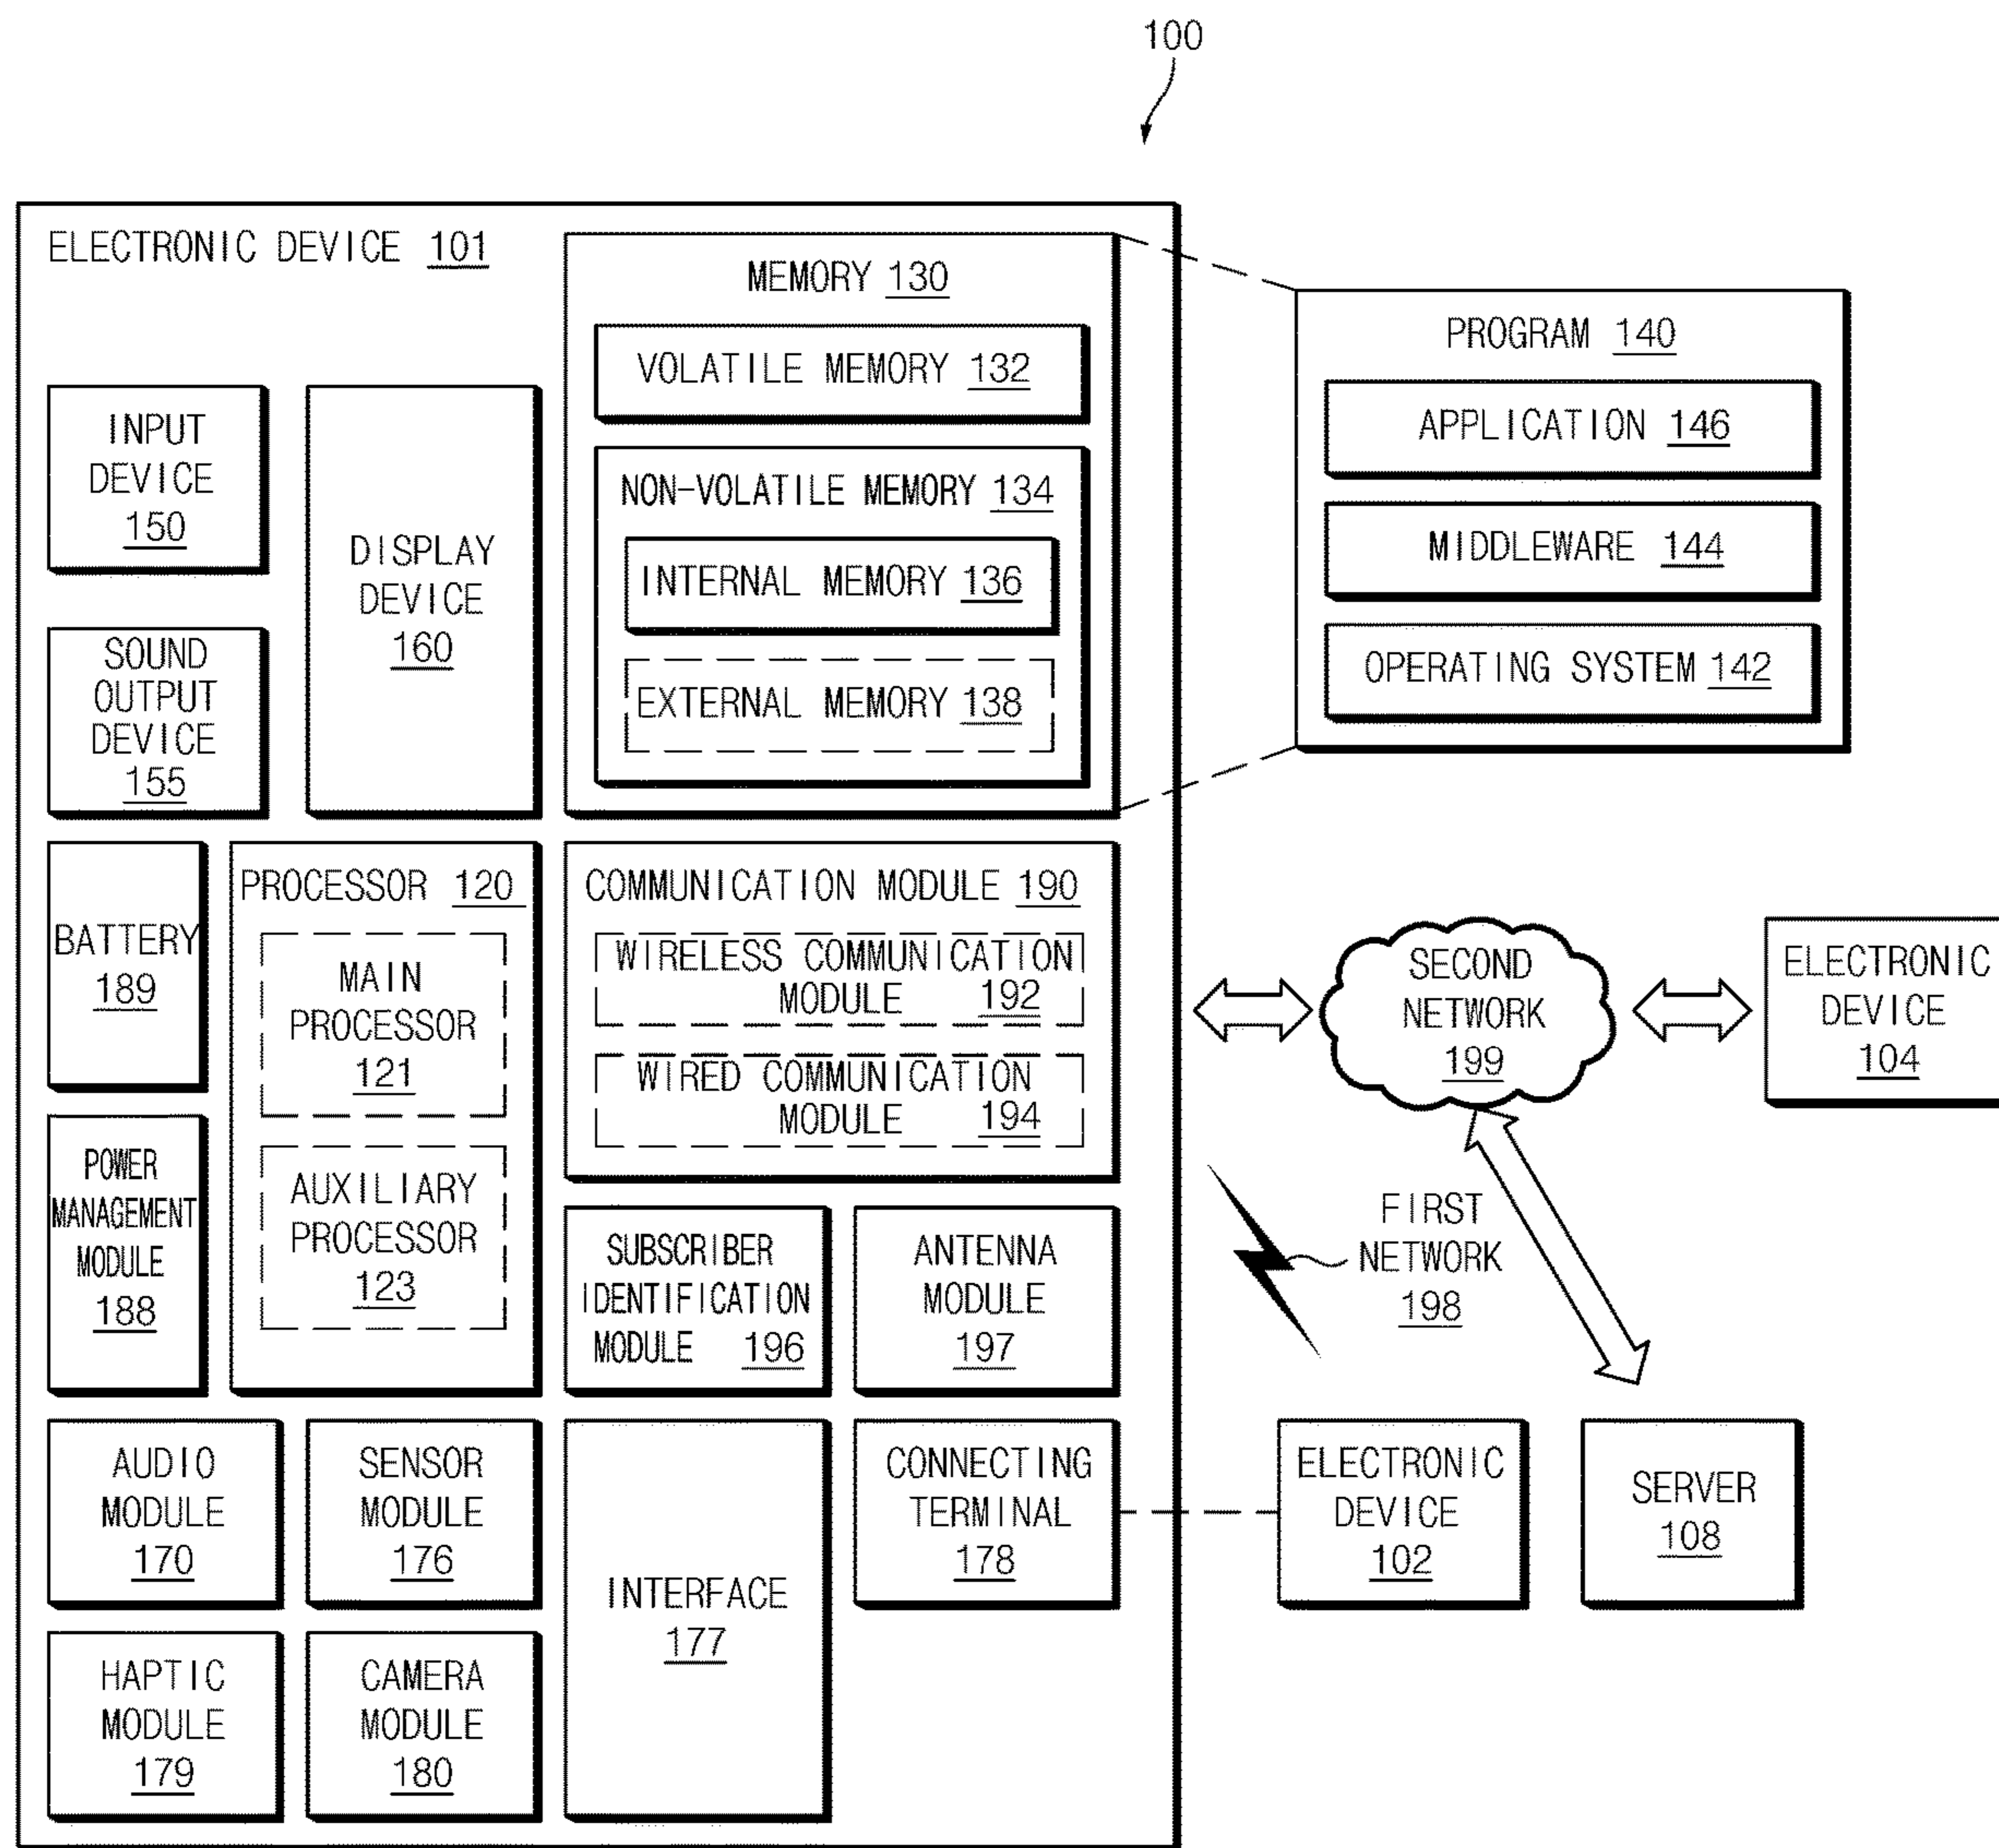 100
ELECTRONIC DEVICE 101
MEMORY 130
VOLATILE MEMORY 132
NON-VOLATILE MEMORY 134
INTERNAL MEMORY 136
EXTERNAL MEMORY 138
PROGRAM 140
APPLICATION 146
MIDDLEWARE 144
OPERATING SYSTEM 142
INPUT
DEVICE
150
SOUND
OUTPUT
DEVICE
155
DISPLAY
DEVICE
160
BATTERY
189
POWER
MANAGEMENT
MODULE
188
PROCESSOR 120
MAIN
PROCESSOR
121
AUXILIARY
PROCESSOR
123
COMMUNICATION MODULE 190
WIRELESS COMMUNICATION
MODULE 192
WIRED COMMUNICATION
MODULE 194
SUBSCRIBER
IDENTIFICATION
MODULE 196
ANTENNA
MODULE
197
SECOND
NETWORK
199
ELECTRONIC
DEVICE
104
FIRST
NETWORK
198
AUDIO
MODULE
170
SENSOR
MODULE
176
INTERFACE
177
CONNECTING
TERMINAL
178
ELECTRONIC
DEVICE
102
SERVER
108
HAPTIC
MODULE
179
CAMERA
MODULE
180